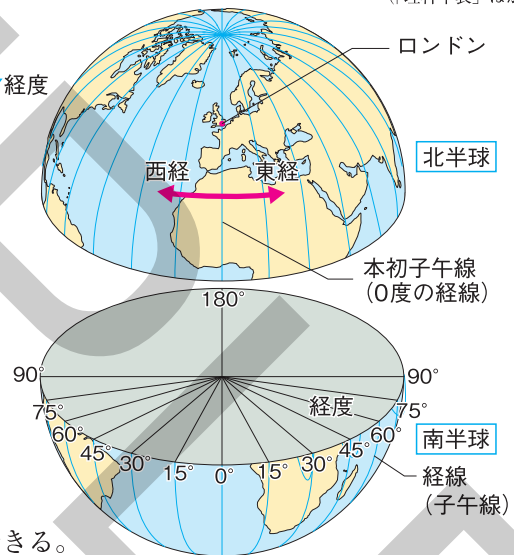 ロンドン
経度
北半球
西経
東経
本初子午線
(0度の経線)
180°
90°
90°
経度
75°
75°
60°
60°
45°
45°
30°
30°
15°
0°
15°
南半球
経線
(子午線)
きる。